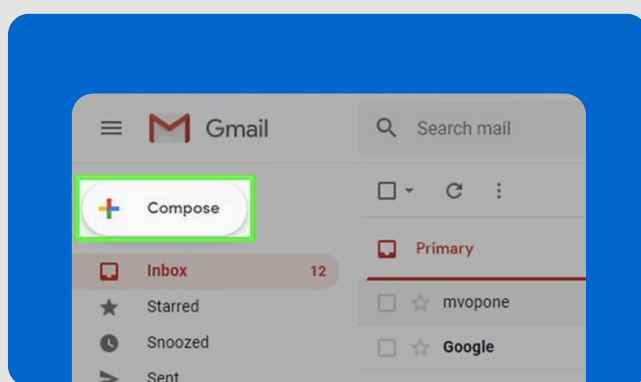 Gmail
Search mail
Compose
Primary
Inbox 12
Starred
mvopone
Snoozed
Google
Sent